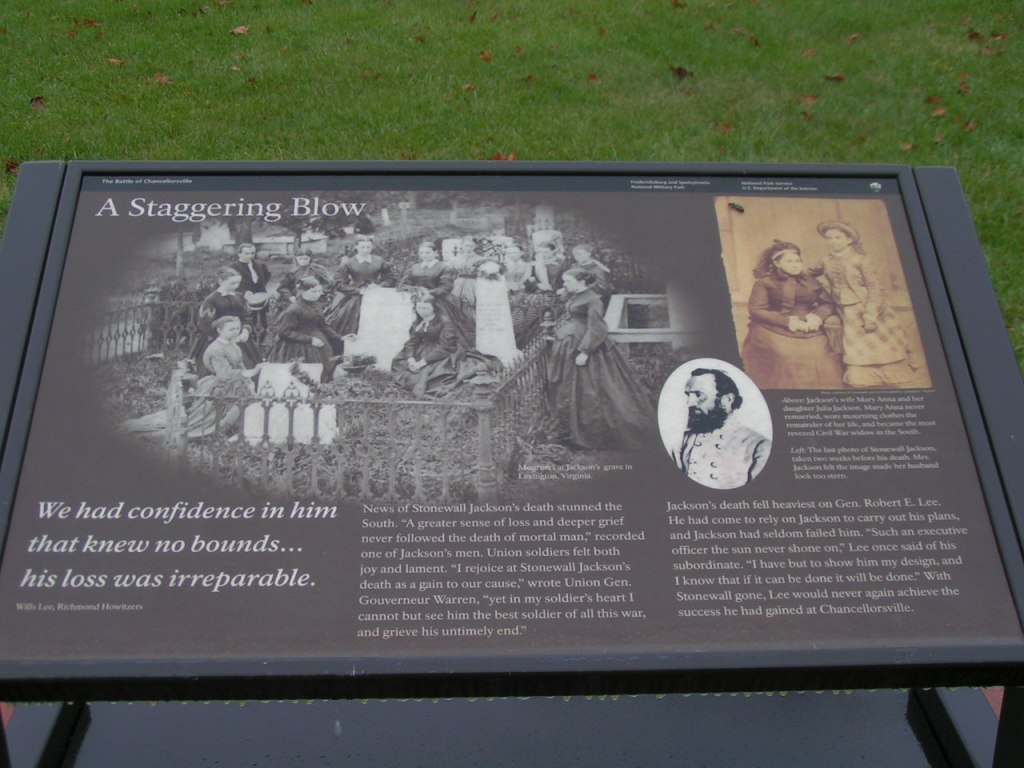 The Battle of Chancellorsville
Fredericksburg and Spotsylvania
National Military Park
National Park Service
U.S. Department of the Interior
A Staggering Blow
Above: Jackson's wife Mary Anna and her
daughter Julia Jackson. Mary Anna never
remarried, wore mourning clothes the
remainder of her life, and became the most
revered Civil War widow in the South.
Left: The last photo of Stonewall Jackson,
taken two weeks before his death. Mrs.
Jackson felt the image made her husband
look too stern.
Mourners at Jackson's grave in
Lexington, Virginia.
We had confidence in him
that knew no bounds...
his loss was irreparable.
Wills Lee, Richmond Howitzers
News of Stonewall Jackson's death stunned the
South. "A greater sense of loss and deeper grief
never followed the death of mortal man," recorded
one of Jackson's men. Union soldiers felt both
joy and lament. "I rejoice at Stonewall Jackson's
death as a gain to our cause," wrote Union Gen.
Gouverneur Warren, "yet in my soldier's heart I
cannot but see him the best soldier of all this war,
and grieve his untimely end."
Jackson's death fell heaviest on Gen. Robert E. Lee.
He had come to rely on Jackson to carry out his plans,
and Jackson had seldom failed him. "Such an executive
officer the sun never shone on," Lee once said of his
subordinate. "I have but to show him my design, and
I know that if it can be done it will be done." With
Stonewall gone, Lee would never again achieve the
success he had gained at Chancellorsville.